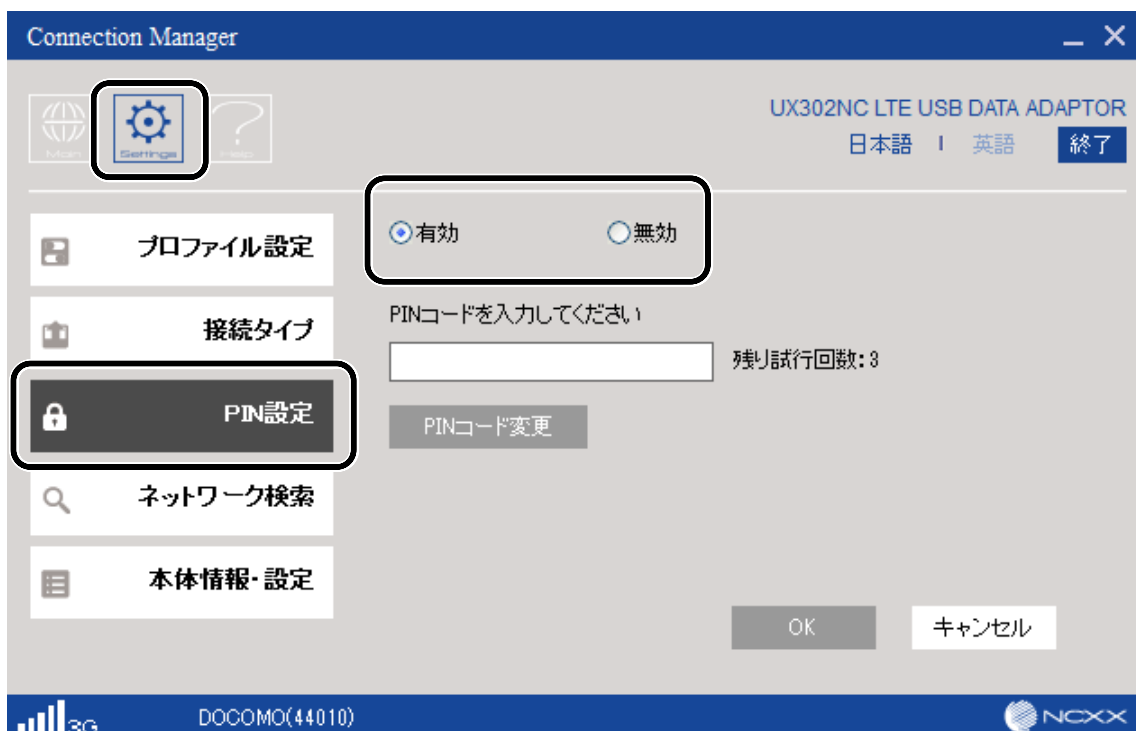 Connection Manager
Main
Settings
Help
UX302NC LTE USB DATA ADAPTOR
日本語 | 英語 終了
プロファイル設定
接続タイプ
PIN設定
ネットワーク検索
本体情報・設定
有効 無効
PINコードを入力してください
残り試行回数:3
PINコード変更
OK キャンセル
3G DOCOMO(44010) NCXX